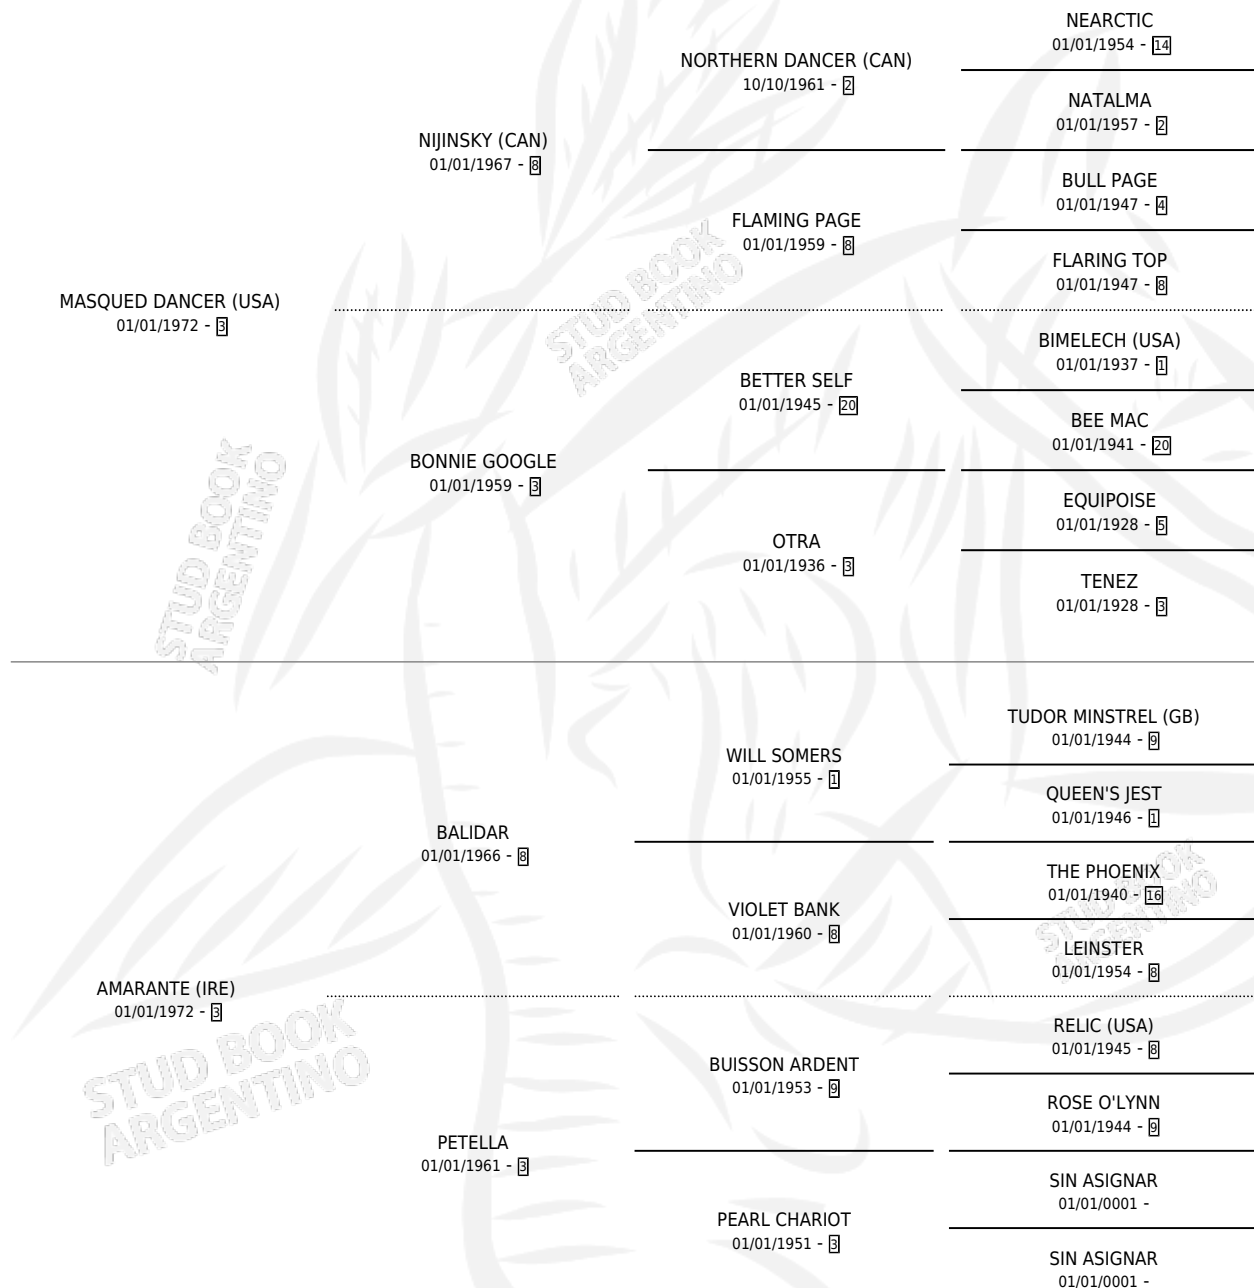 NEARCTIC
01/01/1954 - 14
NORTHERN DANCER (CAN)
10/10/1961 - 2
NATALMA
01/01/1957 - 2
NIJINSKY (CAN)
01/01/1967 - 8
BULL PAGE
01/01/1947 - 4
FLAMING PAGE
01/01/1959 - 8
FLARING TOP
01/01/1947 - 8
MASQUED DANCER (USA)
01/01/1972 - 3
STUD BOOK
ARGENTINO
BIMELECH (USA)
01/01/1937 - 1
BETTER SELF
01/01/1945 - 20
BEE MAC
01/01/1941 - 20
BONNIE GOOGLE
01/01/1959 - 3
EQUIPOISE
01/01/1928 - 5
OTRA
01/01/1936 - 3
TENEZ
01/01/1928 - 3
STUD BOOK
ARGENTINO
TUDOR MINSTREL (GB)
01/01/1944 - 9
WILL SOMERS
01/01/1955 - 1
QUEEN'S JEST
01/01/1946 - 1
BALIDAR
01/01/1966 - 8
THE PHOENIX
01/01/1940 - 16
VIOLET BANK
01/01/1960 - 8
STUD BOOK
ARGENTINO
LEINSTER
01/01/1954 - 8
AMARANTE (IRE)
01/01/1972 - 3
RELIC (USA)
01/01/1945 - 8
BUISSON ARDENT
01/01/1953 - 9
STUD BOOK
ARGENTINO
ROSE O'LYNN
01/01/1944 - 9
PETELLA
01/01/1961 - 3
SIN ASIGNAR
01/01/0001 -
PEARL CHARIOT
01/01/1951 - 3
SIN ASIGNAR
01/01/0001 -